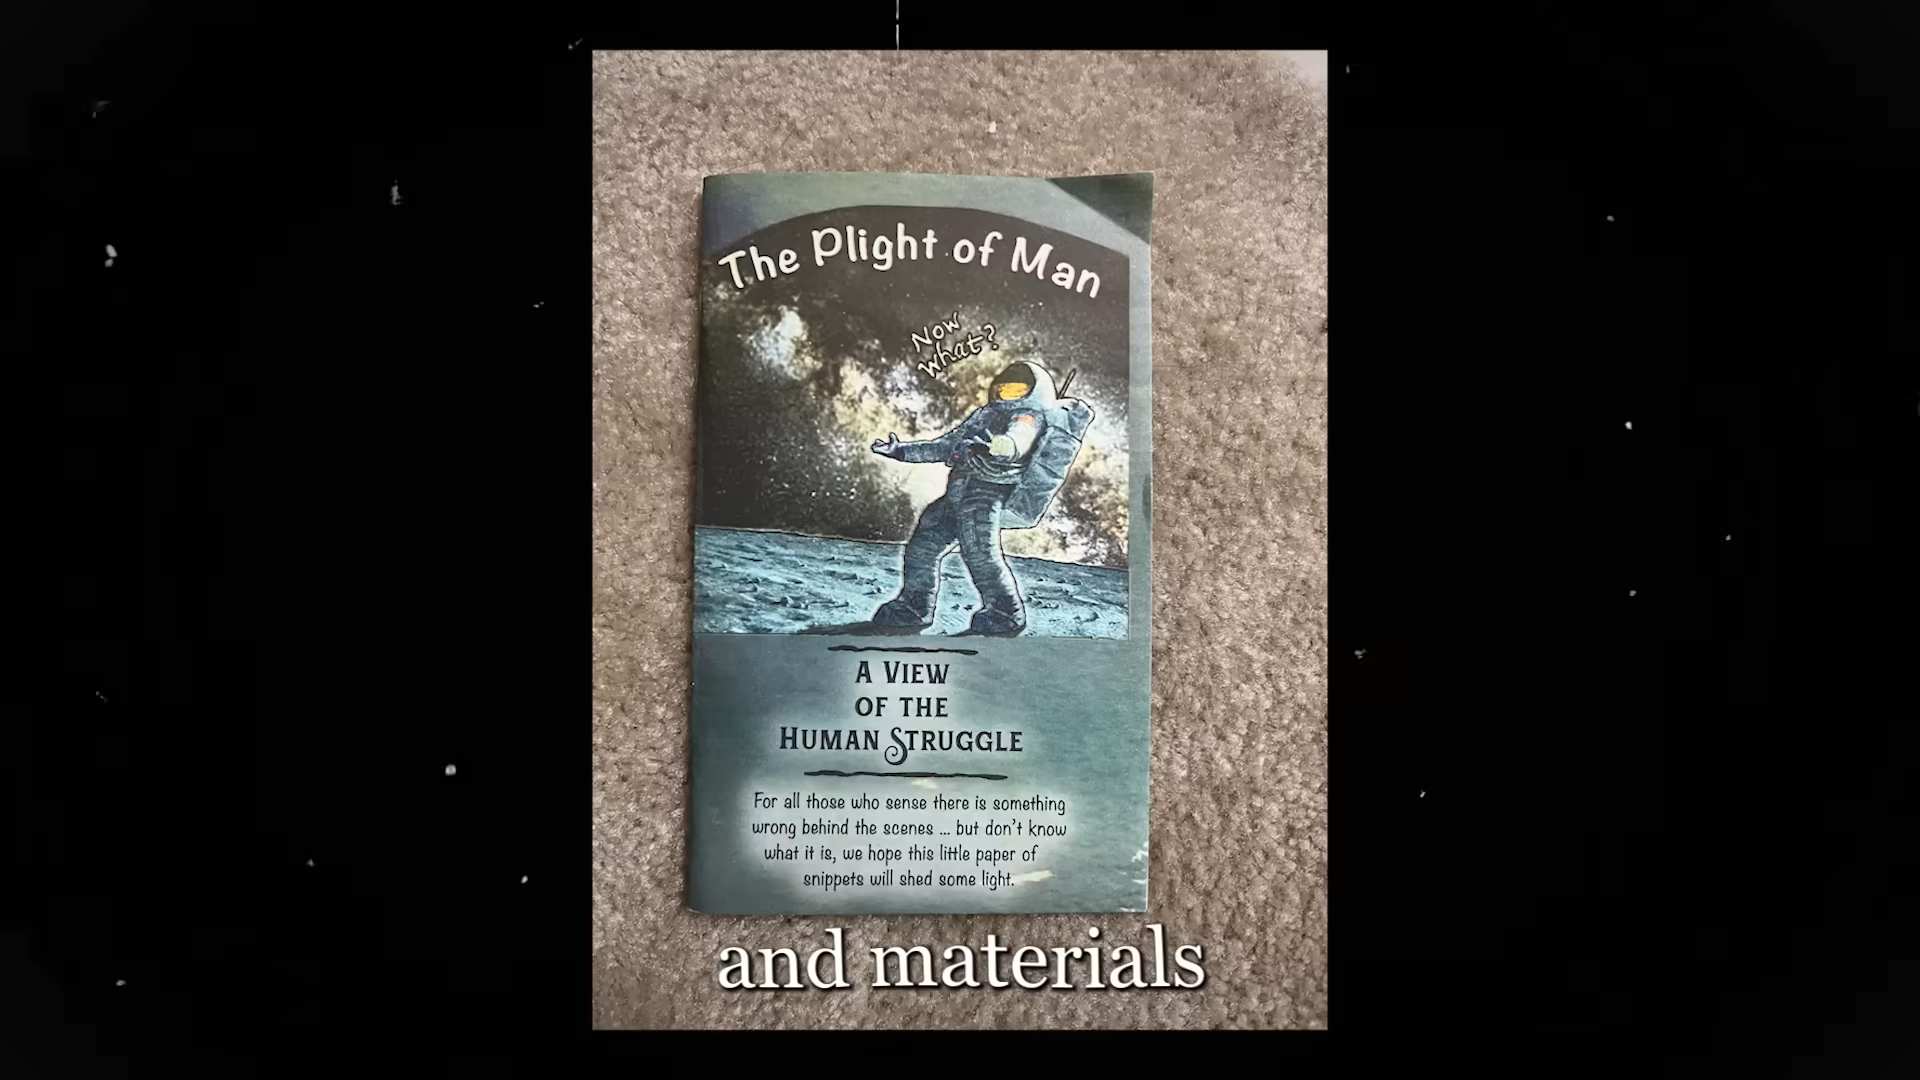 The Plight of Man
Now
what?
A VIEW
OF THE
HUMAN STRUGGLE
For all those who sense there is something
wrong behind the scenes ... but don't know
what it is, we hope this little paper of
snippets will shed some light.
and materials